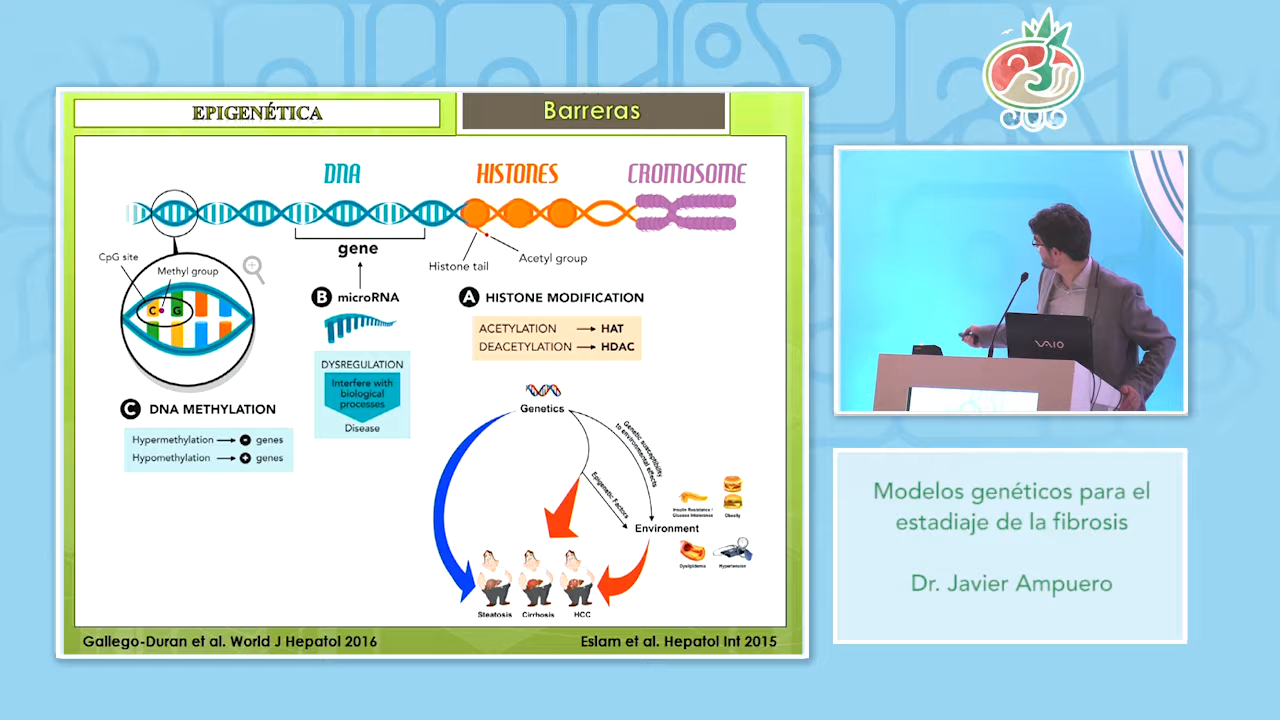 EPIGENÉTICA
Barreras
DNA
HISTONES
CROMOSOME
CpG site
Methyl group
gene
Histone tail
Acetyl group
B microRNA
A HISTONE MODIFICATION
C G
ACETYLATION → HAT
DEACETYLATION → HDAC
DYSREGULATION
Interfere with
biological
processes
Disease
C DNA METHYLATION
Hypermethylation → - genes
Hypomethylation → + genes
Genetics
Genetic susceptibility
to environmental effects
Epigenetic Factors
Insulin Resistance /
Glucose Intolerance
Obesity
Environment
Dyslipidemia
Hypertension
Steatosis
Cirrhosis
HCC
Gallego-Duran et al. World J Hepatol 2016
Eslam et al. Hepatol Int 2015
VAIO
Modelos genéticos para el
estadiaje de la fibrosis
Dr. Javier Ampuero